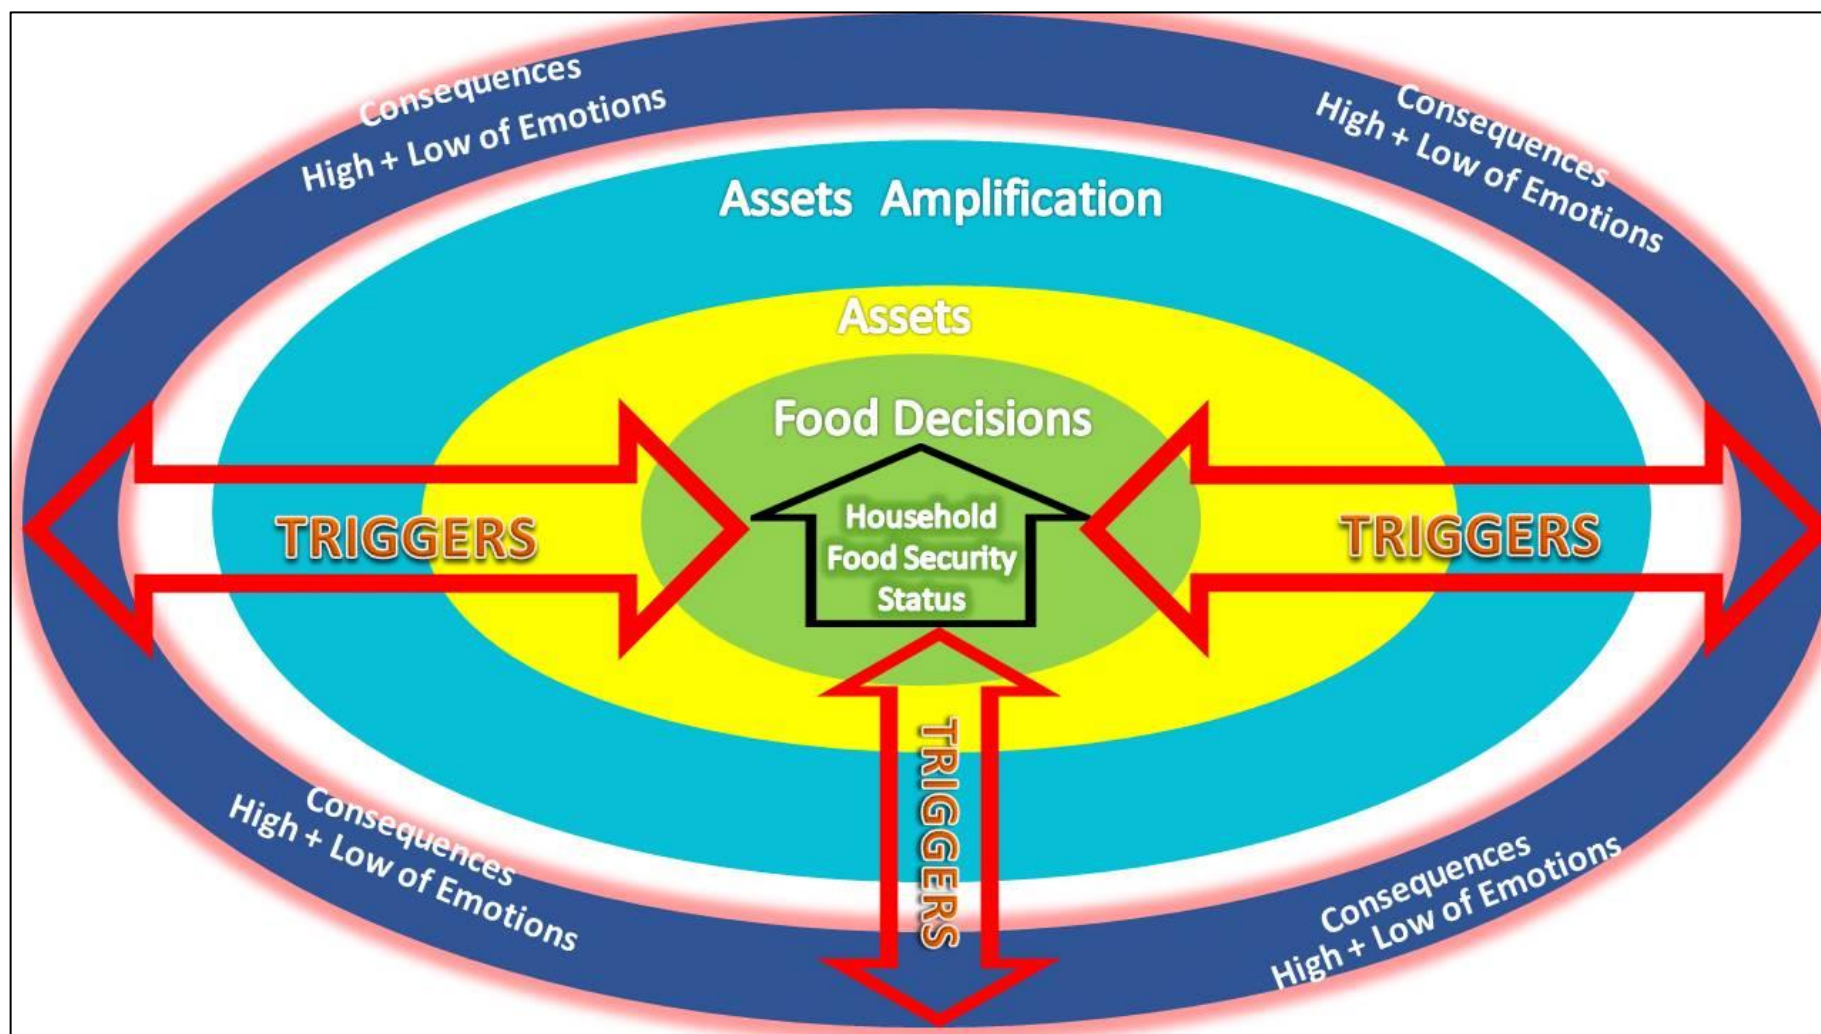 Consequences
High + Low of Emotions
Consequences
High + Low of Emotions
Assets Amplification
Assets
Food Decisions
Household
Food Security
Status
TRIGGERS
TRIGGERS
TRIGGERS
Consequences
High + Low of Emotions
Consequences
High + Low of Emotions